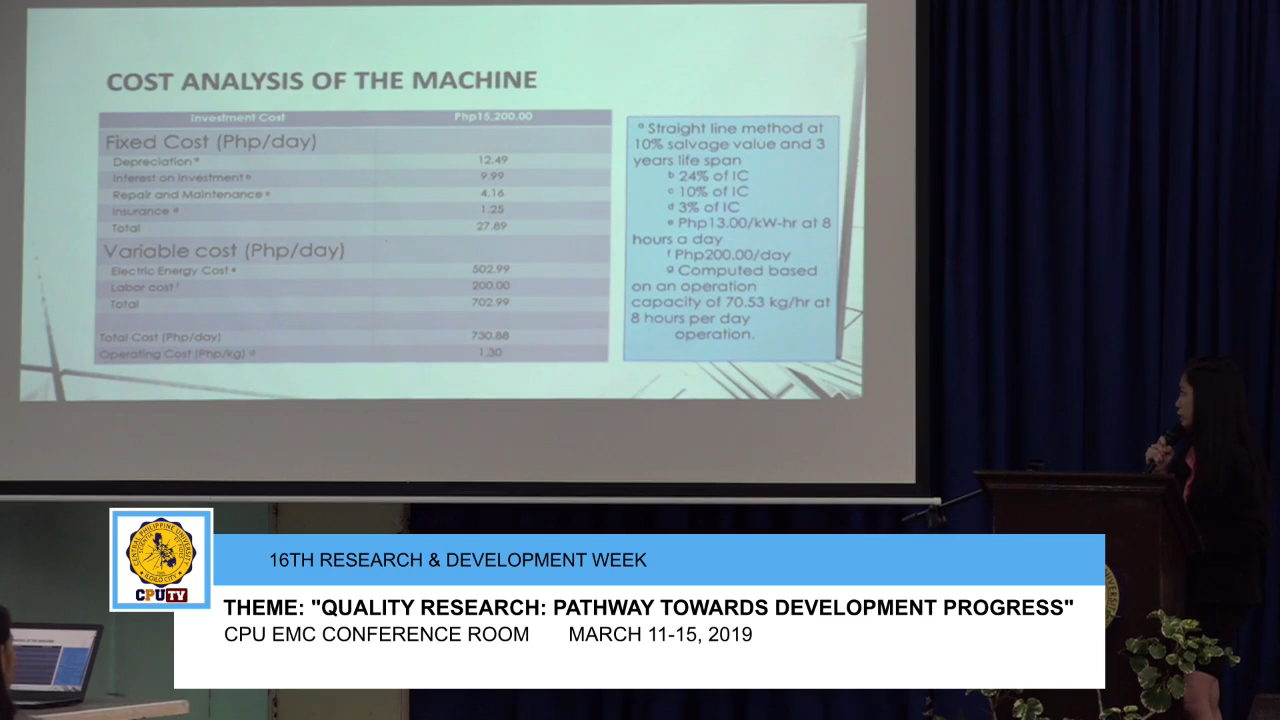 COST ANALYSIS OF THE MACHINE
Investment Cost Php15,200.00
Fixed Cost (Php/day)
Depreciation ᵃ 12.49
Interest on Investment ᵇ 9.99
Repair and Maintenance ᶜ 4.16
Insurance ᵈ 1.25
Total 27.89
Variable cost (Php/day)
Electric Energy Cost ᵉ 502.99
Labor cost ᶠ 200.00
Total 702.99
Total Cost (Php/day) 730.88
Operating Cost (Php/kg) ᵍ 1.30
ᵃ Straight line method at
10% salvage value and 3
years life span
ᵇ 24% of IC
ᶜ 10% of IC
ᵈ 3% of IC
ᵉ Php13.00/kW-hr at 8
hours a day
ᶠ Php200.00/day
ᵍ Computed based
on an operation
capacity of 70.53 kg/hr at
8 hours per day
operation.
CENTRAL PHILIPPINE UNIVERSITY
ILOILO CITY
CPUTV
16TH RESEARCH & DEVELOPMENT WEEK
THEME: "QUALITY RESEARCH: PATHWAY TOWARDS DEVELOPMENT PROGRESS"
CPU EMC CONFERENCE ROOM MARCH 11-15, 2019